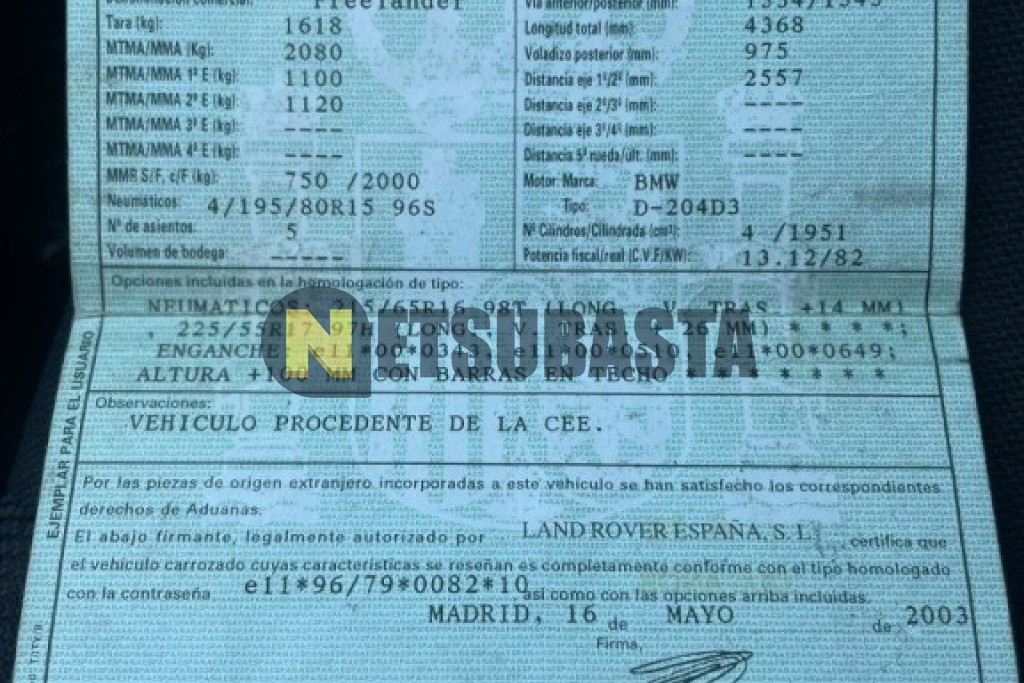 Denominación comercial: Freelander
Tara (kg): 1618
MTMA/MMA (Kg): 2080
MTMA/MMA 1º E (kg): 1100
MTMA/MMA 2º E (kg): 1120
MTMA/MMA 3º E (kg): ----
MTMA/MMA 4º E (kg): ----
MMR S/F, c/F (kg): 750 /2000
Neumáticos: 4/195/80R15 96S
Nº de asientos: 5
Volumen de bodega: -----
Vía anterior/posterior (mm): 1534/1545
Longitud total (mm): 4368
Voladizo posterior (mm): 975
Distancia eje 1º/2º (mm): 2557
Distancia eje 2º/3º (mm): ----
Distancia eje 3º/4º (mm): ----
Distancia 5ª rueda/últ. (mm): ----
Motor: Marca: BMW
Tipo: D-204D3
Nº Cilindros/Cilindrada (cm³): 4 /1951
Potencia fiscal/real (C.V.F/KW): 13.12/82
Opciones incluidas en la homologación de tipo:
NEUMATICOS: 215/65R16 98T (LONG. V. TRAS. +14 MM)
, 225/55R17 97H (LONG. V. TRAS. + 26 MM) * * * *;
ENGANCHE: e11*00*0343, e11*00*0510, e11*00*0649;
ALTURA +100 MM CON BARRAS EN TECHO * * * * * * *
NETSUBASTA
Observaciones:
VEHICULO PROCEDENTE DE LA CEE.
EJEMPLAR PARA EL USUARIO
Por las piezas de origen extranjero incorporadas a este vehículo se han satisfecho los correspondientes
derechos de Aduanas.
El abajo firmante, legalmente autorizado por LAND ROVER ESPAÑA, S. L. certifica que
el vehículo carrozado cuyas características se reseñan es completamente conforme con el tipo homologado
con la contraseña e11*96/79*0082*10, así como con las opciones arriba incluidas.
MADRID, 16 de MAYO de 2003
Firma,